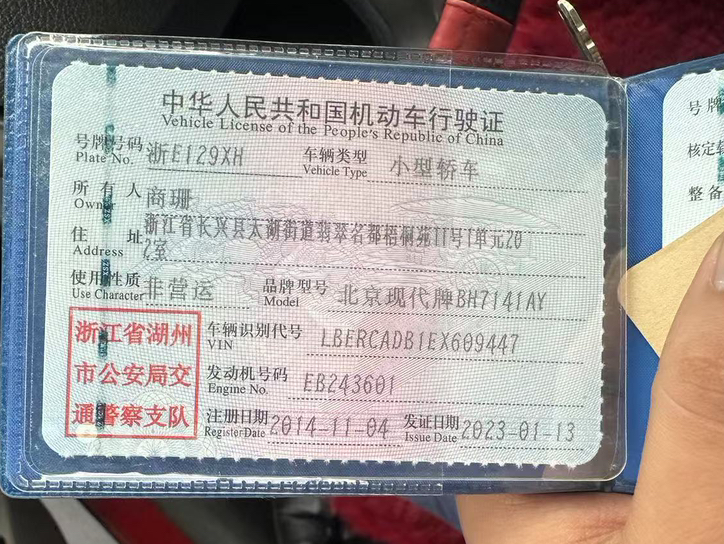 中华人民共和国机动车行驶证
Vehicle License of the People's Republic of China
号牌号码 浙E129XH 车辆类型 小型轿车
Plate No. Vehicle Type
所有人 商珊
Owner
住址 浙江省长兴县太湖街道翡翠名都梧桐苑11号1单元20
Address 2室
使用性质 非营运 品牌型号 北京现代牌BH7141AY
Use Character Model
浙江省湖州
市公安局交
通警察支队
车辆识别代号 LBERCADB1EX609447
VIN
发动机号码 EB243601
Engine No.
注册日期 2014-11-04 发证日期 2023-01-13
Register Date Issue Date
号牌
核定
整备